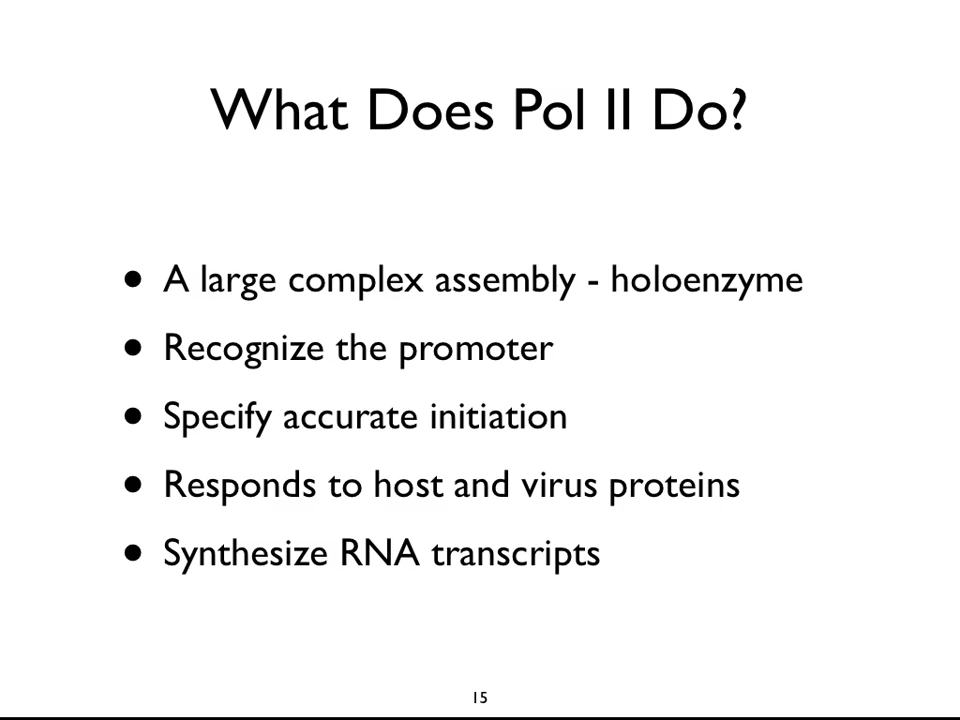 What Does Pol II Do?
• A large complex assembly - holoenzyme
• Recognize the promoter
• Specify accurate initiation
• Responds to host and virus proteins
• Synthesize RNA transcripts
15